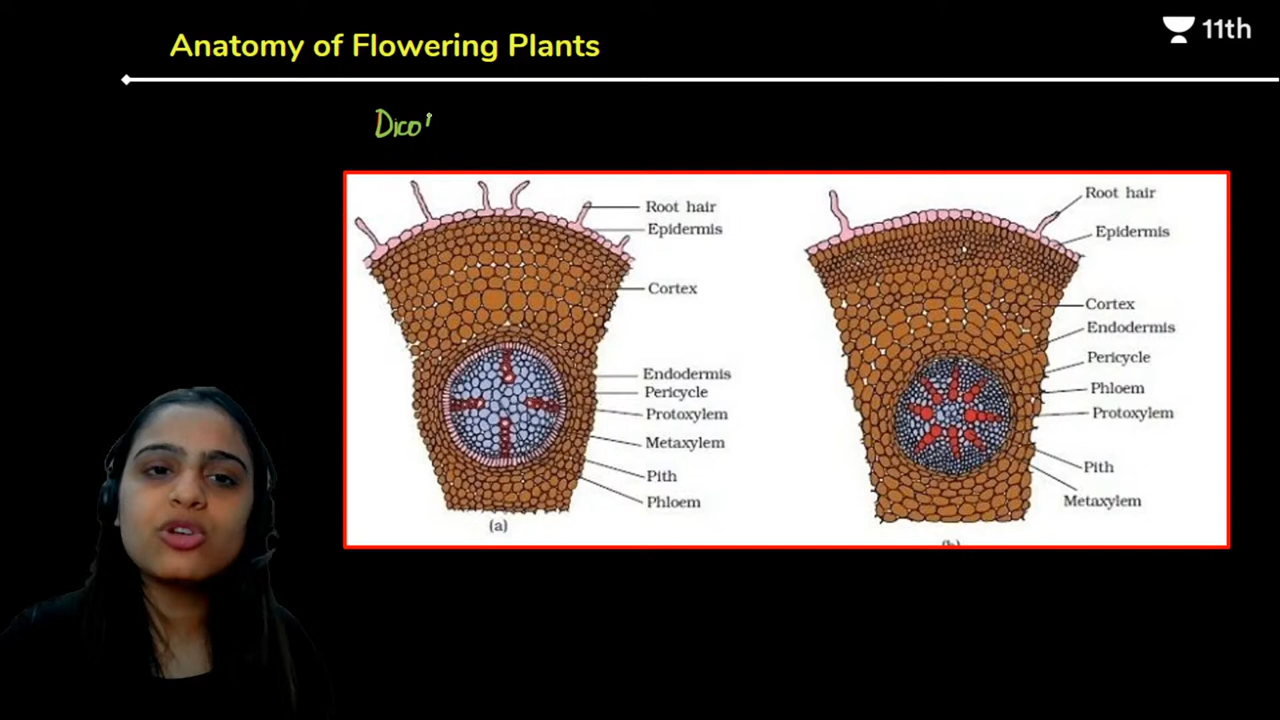 Anatomy of Flowering Plants
11th
Dico
Root hair
Epidermis
Cortex
Endodermis
Pericycle
Protoxylem
Metaxylem
Pith
Phloem
(a)
Root hair
Epidermis
Cortex
Endodermis
Pericycle
Phloem
Protoxylem
Pith
Metaxylem